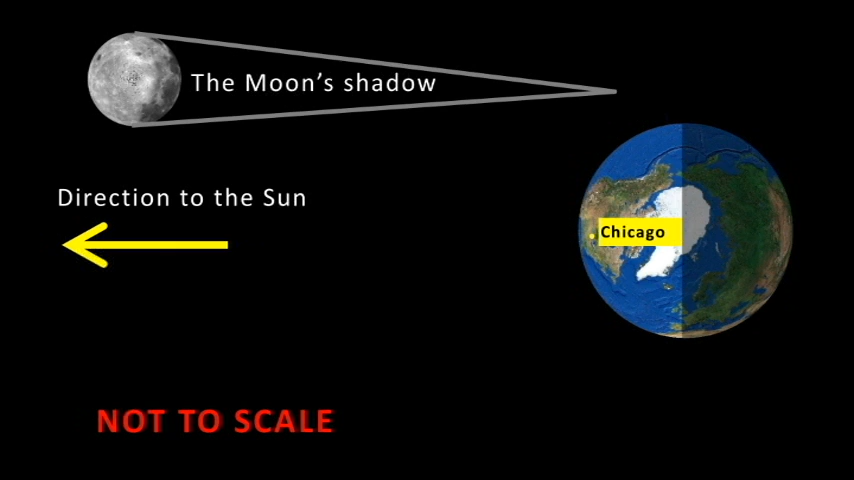 The Moon's shadow
Direction to the Sun
Chicago
NOT TO SCALE